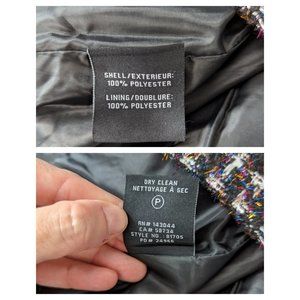 SHELL/EXTERIEUR:
100% POLYESTER
LINING/DOUBLURE:
100% POLYESTER
DRY CLEAN
NETTOYAGE À SEC
P
RN# 143044
CA# 58734
STYLE NO.: 81705
PO# 24966